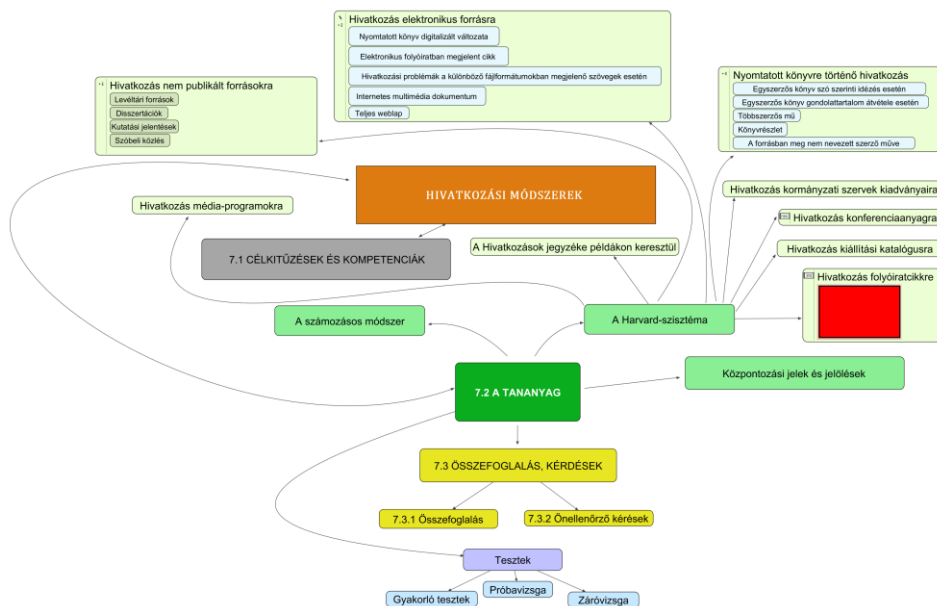 Hivatkozás elektronikus forrásra
Nyomtatott könyv digitalizált változata
Elektronikus folyóiratban megjelent cikk
Hivatkozási problémák a különböző fájlformátumokban megjelenő szövegek esetén
Internetes multimédia dokumentum
Teljes weblap
Hivatkozás nem publikált forrásokra
Levéltári források
Disszertációk
Kutatási jelentések
Szóbeli közlés
Nyomtatott könyvre történő hivatkozás
Egyszerzős könyv szó szerinti idézés esetén
Egyszerzős könyv gondolattartalom átvétele esetén
Többszerzős mű
Könyvrészlet
A forrásban meg nem nevezett szerző műve
HIVATKOZÁSI MÓDSZEREK
Hivatkozás média-programokra
Hivatkozás kormányzati szervek kiadványaira
Hivatkozás konferenciaanyagra
7.1 CÉLKITŰZÉSEK ÉS KOMPETENCIÁK
A Hivatkozások jegyzéke példákon keresztül
Hivatkozás kiállítási katalógusra
Hivatkozás folyóiratcikkre
A számozásos módszer
A Harvard-szisztéma
7.2 A TANANYAG
Központozási jelek és jelölések
7.3 ÖSSZEFOGLALÁS, KÉRDÉSEK
7.3.1 Összefoglalás
7.3.2 Önellenőrző kérések
Tesztek
Gyakorló tesztek
Próbavizsga
Záróvizsga